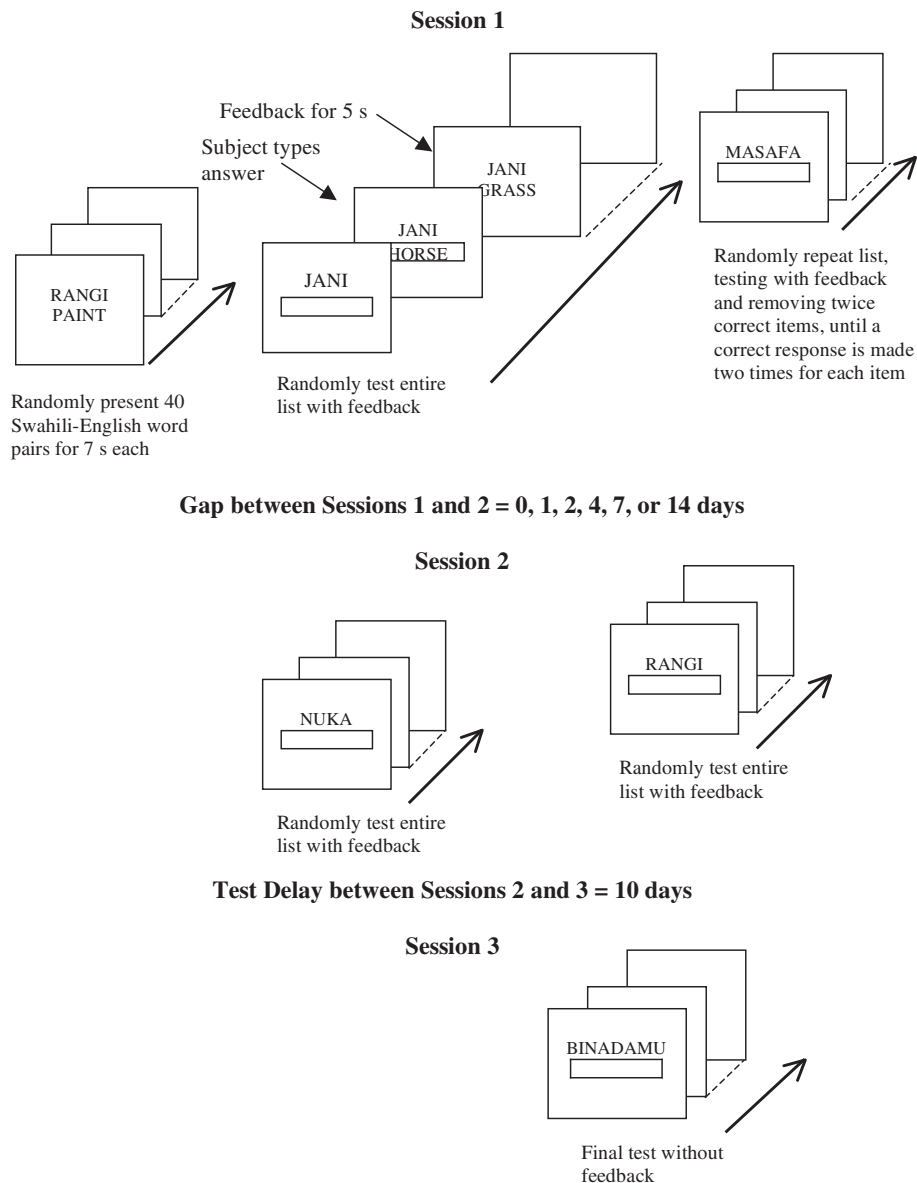 Session 1
Feedback for 5 s
Subject types
answer
RANGI
PAINT
Randomly present 40
Swahili-English word
pairs for 7 s each
JANI
JANI
HORSE
JANI
GRASS
Randomly test entire
list with feedback
MASAFA
Randomly repeat list,
testing with feedback
and removing twice
correct items, until a
correct response is made
two times for each item
Gap between Sessions 1 and 2 = 0, 1, 2, 4, 7, or 14 days
Session 2
NUKA
Randomly test entire
list with feedback
RANGI
Randomly test entire
list with feedback
Test Delay between Sessions 2 and 3 = 10 days
Session 3
BINADAMU
Final test without
feedback